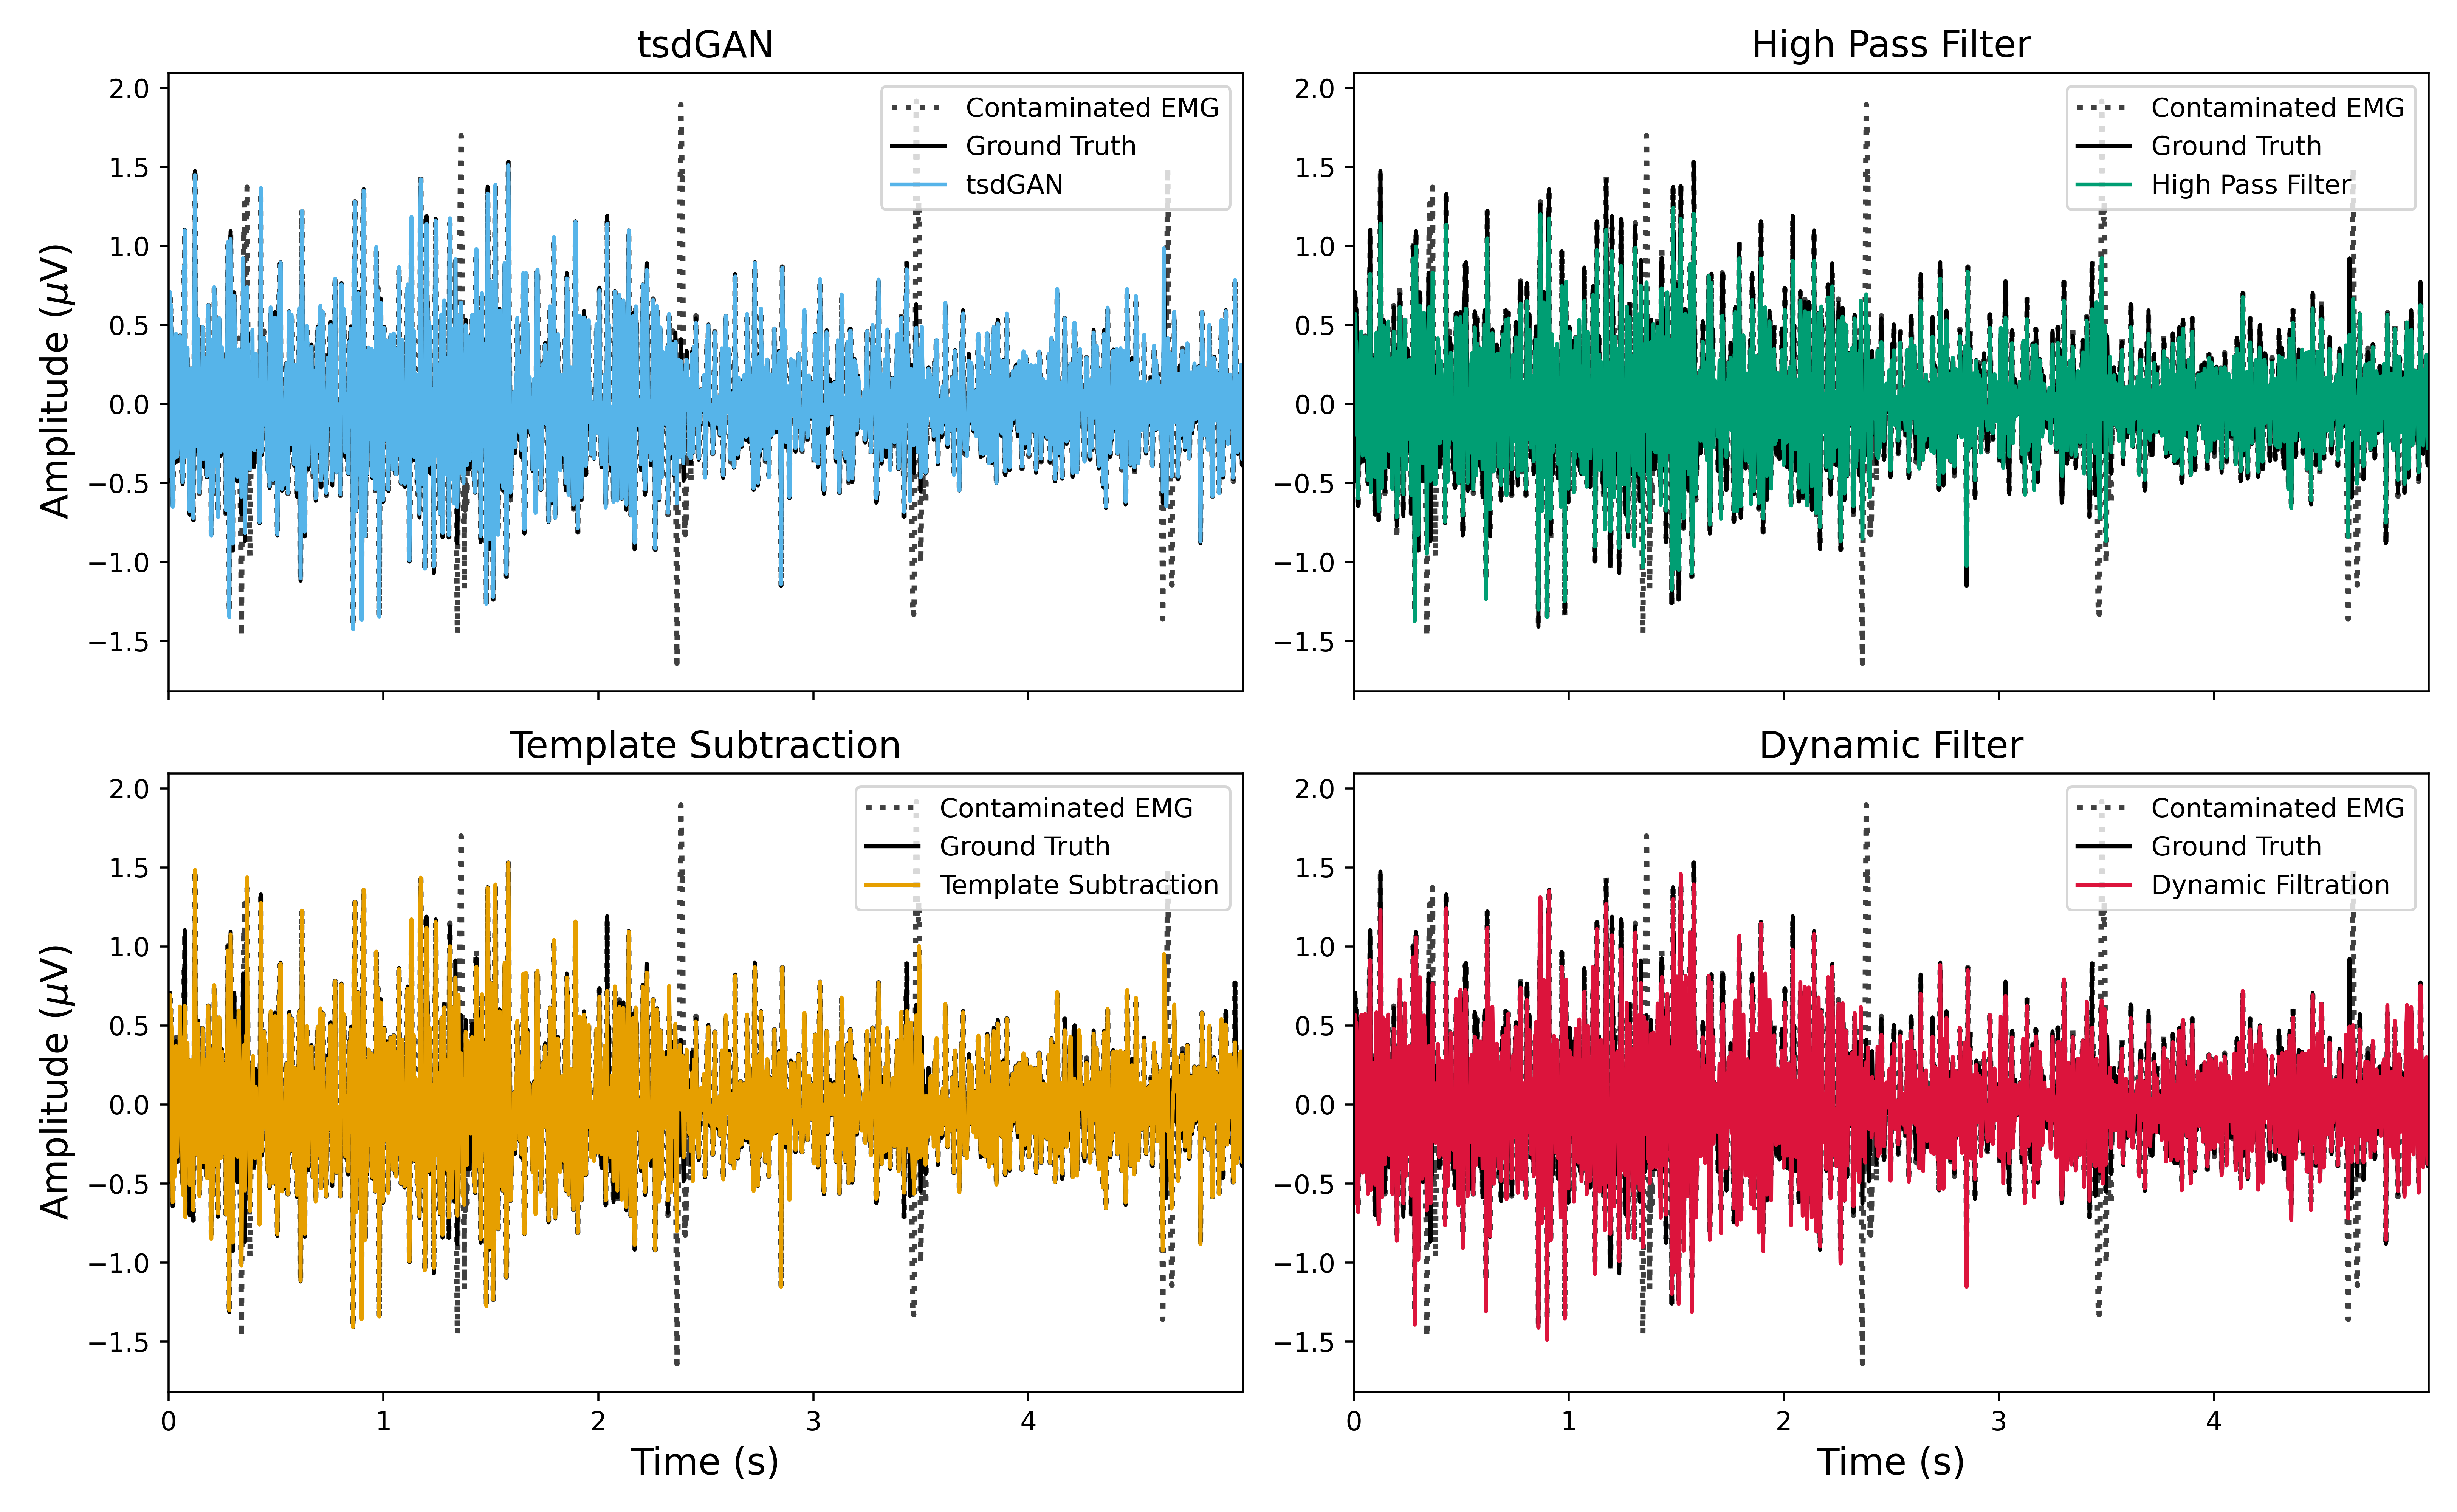 tsdGAN
2.0
1.5
1.0
0.5
0.0
−0.5
−1.0
−1.5
Amplitude (μV)
Contaminated EMG
Ground Truth
tsdGAN
High Pass Filter
2.0
1.5
1.0
0.5
0.0
−0.5
−1.0
−1.5
Contaminated EMG
Ground Truth
High Pass Filter
Template Subtraction
2.0
1.5
1.0
0.5
0.0
−0.5
−1.0
−1.5
Amplitude (μV)
Contaminated EMG
Ground Truth
Template Subtraction
0 1 2 3 4
Time (s)
Dynamic Filter
2.0
1.5
1.0
0.5
0.0
−0.5
−1.0
−1.5
Contaminated EMG
Ground Truth
Dynamic Filtration
0 1 2 3 4
Time (s)